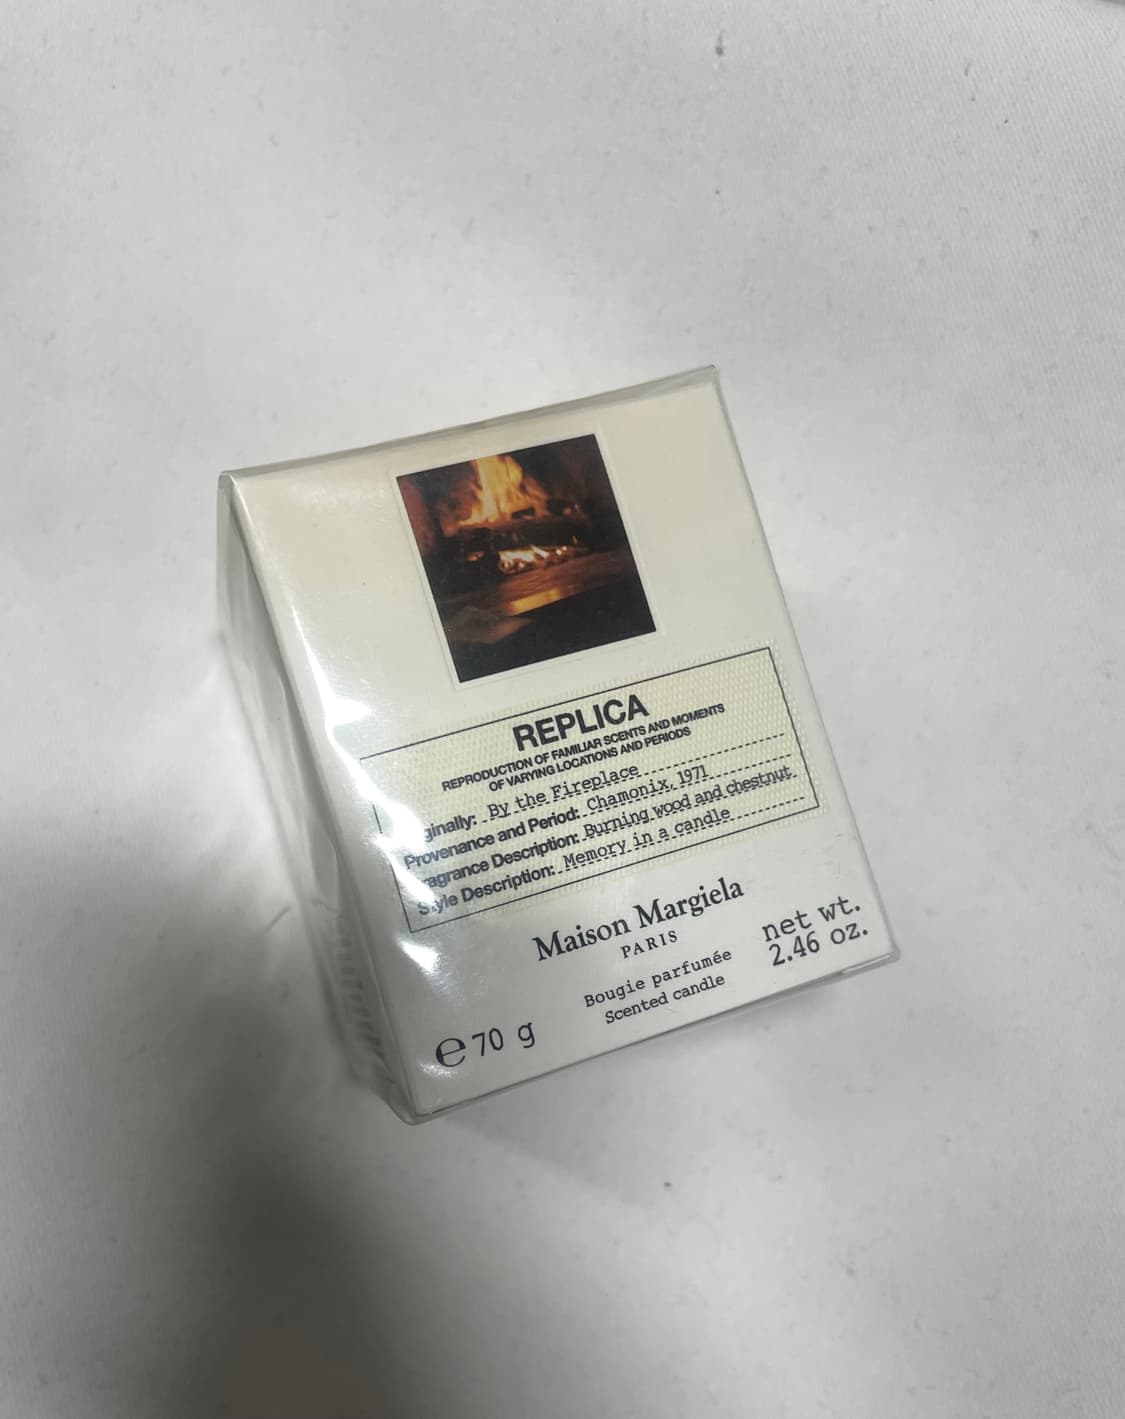 REPLICA
REPRODUCTION OF FAMILIAR SCENTS AND MOMENTS
OF VARYING LOCATIONS AND PERIODS
ginally: By the Fireplace
Provenance and Period: Chamonix, 1971
Fragrance Description: Burning wood and chestnut
Style Description: Memory in a candle
Maison Margiela
PARIS
Bougie parfumée
Scented candle
net wt.
2.46 oz.
℮ 70 g